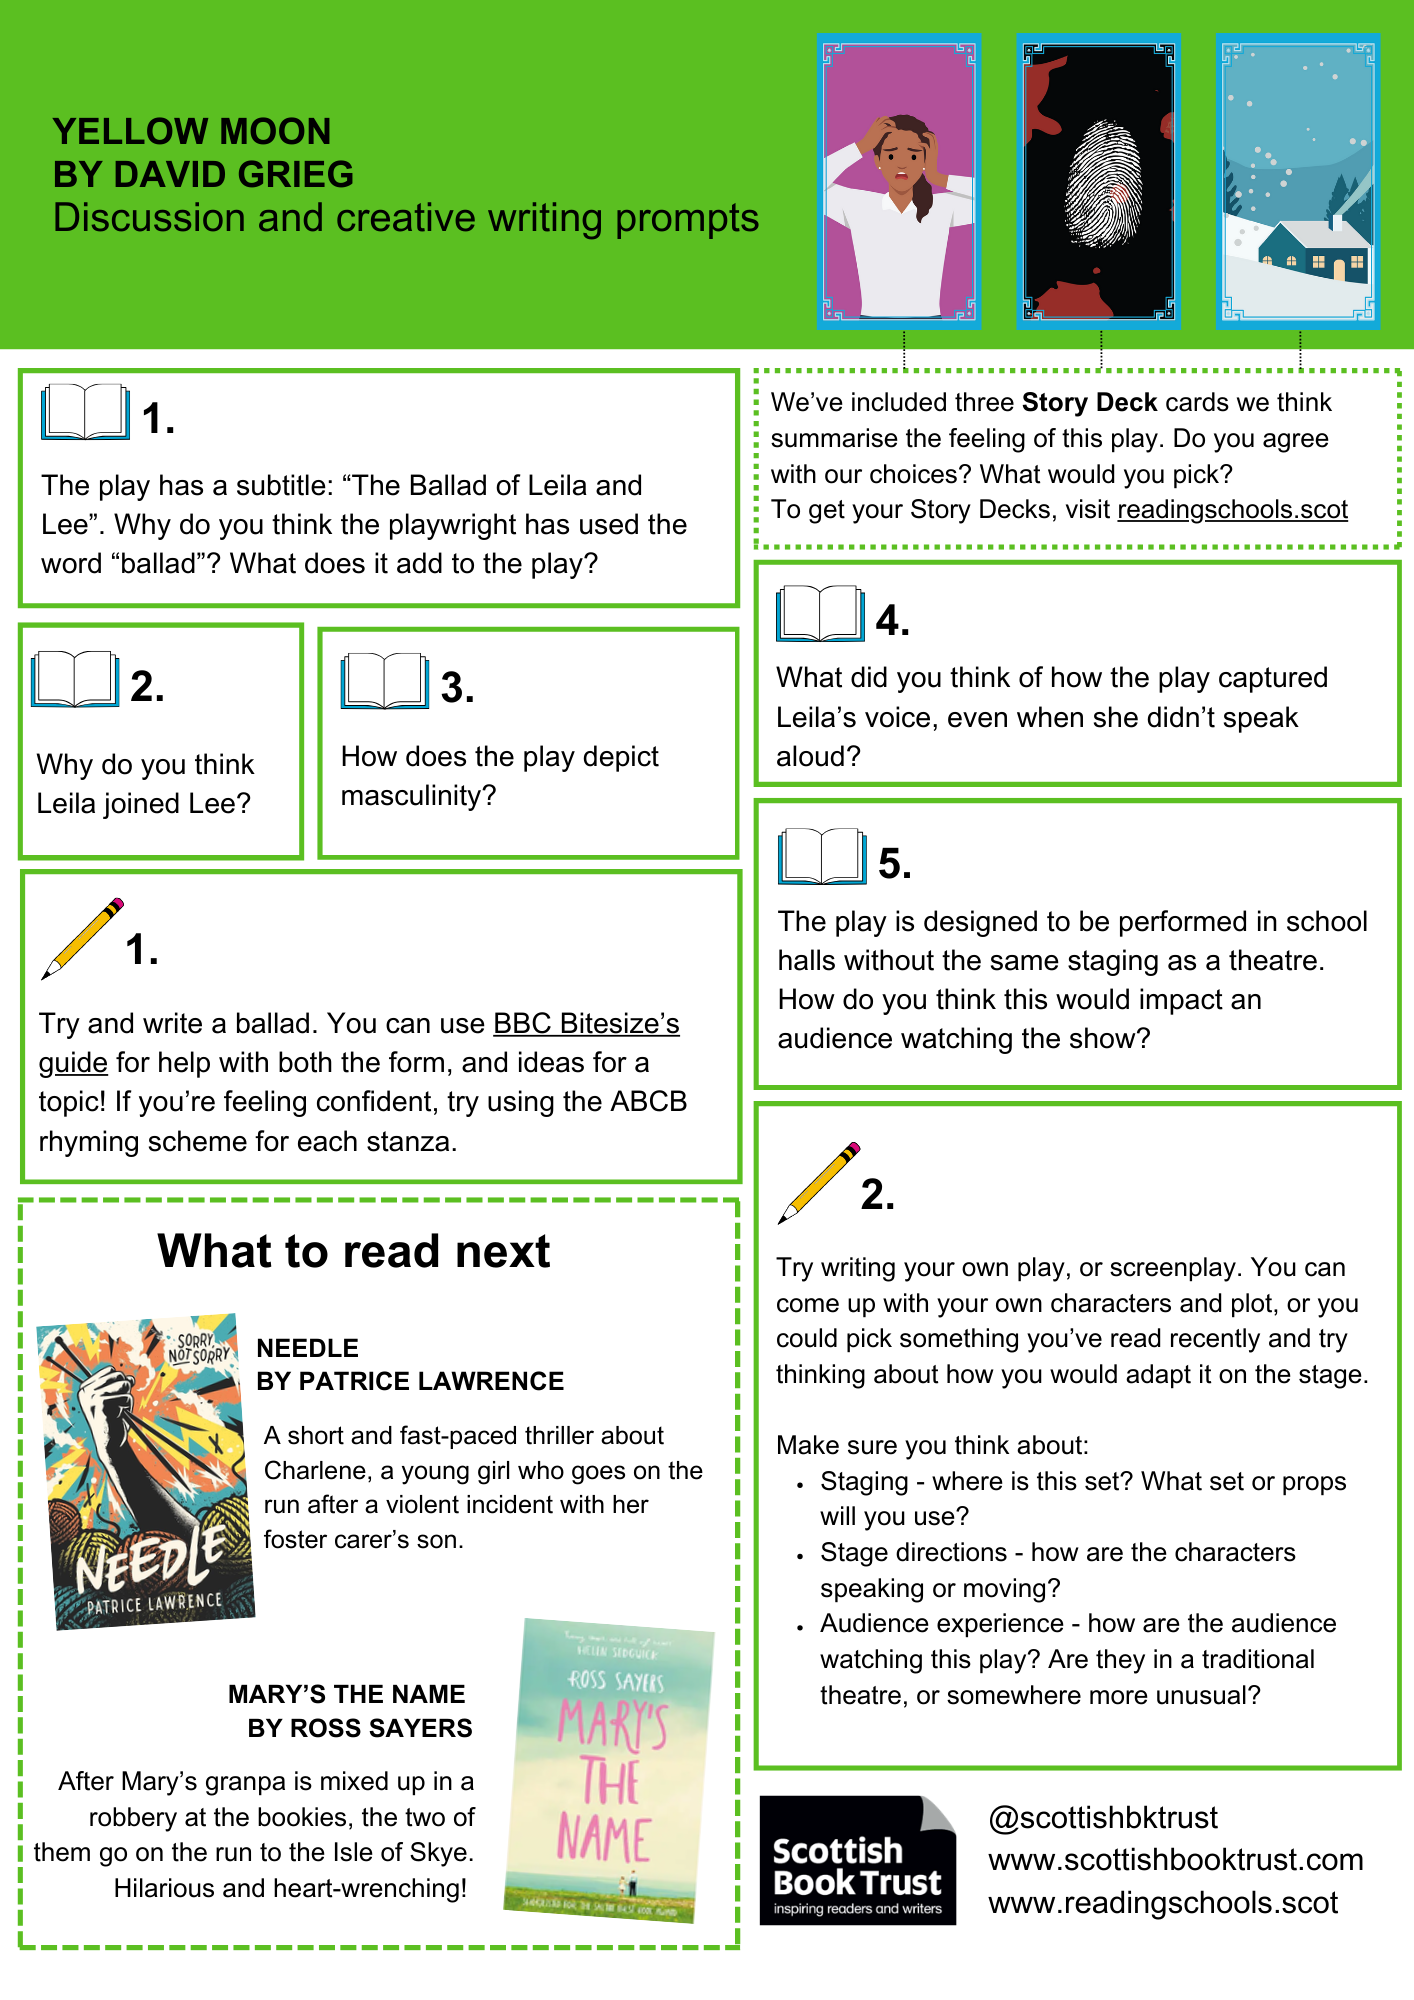 YELLOW MOON
BY DAVID GRIEG
Discussion and creative writing prompts
1.
The play has a subtitle: “The Ballad of Leila and
Lee”. Why do you think the playwright has used the
word “ballad”? What does it add to the play?
2.
Why do you think
Leila joined Lee?
3.
How does the play depict
masculinity?
1.
Try and write a ballad. You can use BBC Bitesize’s
guide for help with both the form, and ideas for a
topic! If you’re feeling confident, try using the ABCB
rhyming scheme for each stanza.
What to read next
SORRY
NOT SORRY
NEEDLE
PATRICE LAWRENCE
NEEDLE
BY PATRICE LAWRENCE
A short and fast-paced thriller about
Charlene, a young girl who goes on the
run after a violent incident with her
foster carer’s son.
MARY’S THE NAME
BY ROSS SAYERS
After Mary’s granpa is mixed up in a
robbery at the bookies, the two of
them go on the run to the Isle of Skye.
Hilarious and heart-wrenching!
HELEN SEDGWICK
ROSS SAYERS
MARY’S
THE
NAME
We’ve included three Story Deck cards we think
summarise the feeling of this play. Do you agree
with our choices? What would you pick?
To get your Story Decks, visit readingschools.scot
4.
What did you think of how the play captured
Leila’s voice, even when she didn’t speak
aloud?
5.
The play is designed to be performed in school
halls without the same staging as a theatre.
How do you think this would impact an
audience watching the show?
2.
Try writing your own play, or screenplay. You can
come up with your own characters and plot, or you
could pick something you’ve read recently and try
thinking about how you would adapt it on the stage.
Make sure you think about:
• Staging - where is this set? What set or props
will you use?
• Stage directions - how are the characters
speaking or moving?
• Audience experience - how are the audience
watching this play? Are they in a traditional
theatre, or somewhere more unusual?
Scottish
Book Trust
inspiring readers and writers
@scottishbktrust
www.scottishbooktrust.com
www.readingschools.scot